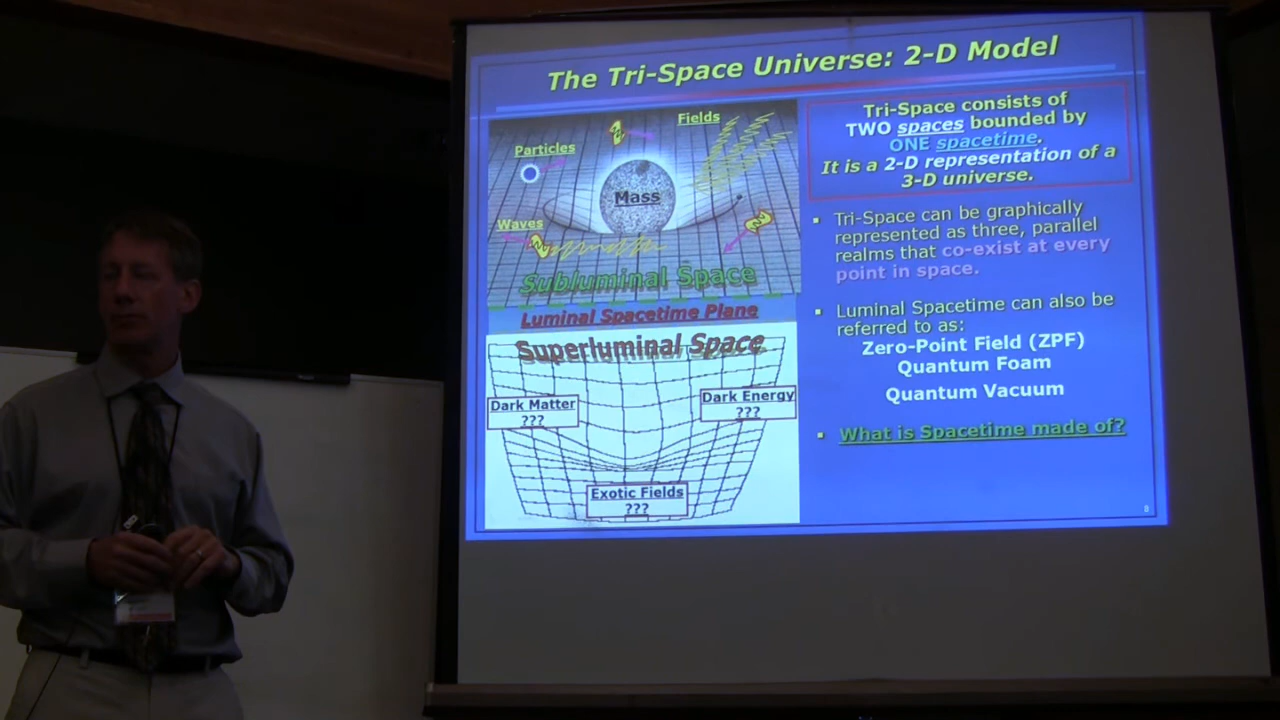 The Tri-Space Universe: 2-D Model
Particles
Fields
Mass
Waves
Subluminal Space
Luminal Spacetime Plane
Superluminal Space
Dark Matter
???
Dark Energy
???
Exotic Fields
???
Tri-Space consists of
TWO spaces bounded by
ONE spacetime.
It is a 2-D representation of a
3-D universe.
Tri-Space can be graphically
represented as three, parallel
realms that co-exist at every
point in space.
Luminal Spacetime can also be
referred to as:
Zero-Point Field (ZPF)
Quantum Foam
Quantum Vacuum
What is Spacetime made of?
8